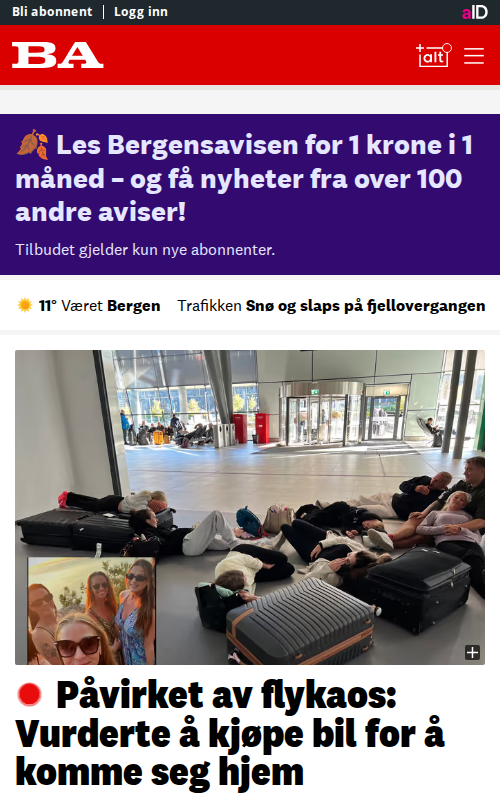 Bli abonnent | Logg inn
aID
BA
+alt
🍂 Les Bergensavisen for 1 krone i 1
måned – og få nyheter fra over 100
andre aviser!
Tilbudet gjelder kun nye abonnenter.
11° Været Bergen Trafikken Snø og slaps på fjellovergangen
Påvirket av flykaos:
Vurderte å kjøpe bil for å
komme seg hjem